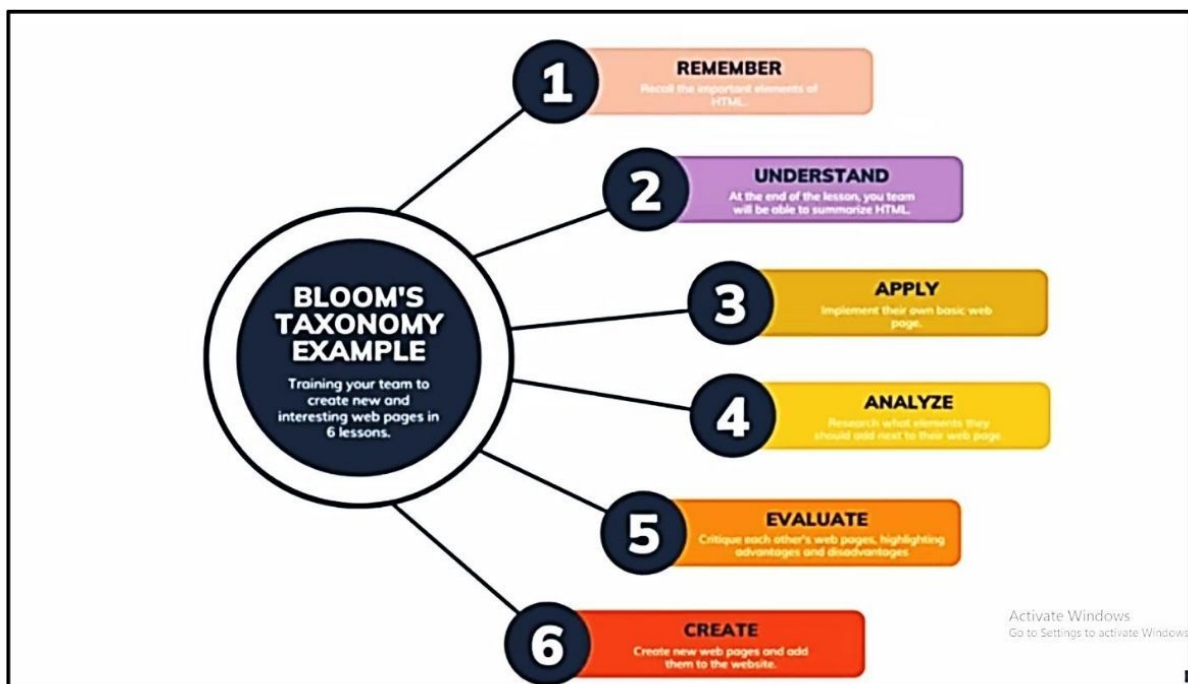 BLOOM'S
TAXONOMY
EXAMPLE
Training your team to
create new and
interesting web pages in
6 lessons.
1
REMEMBER
Recall the important elements of
HTML.
2
UNDERSTAND
At the end of the lesson, you team
will be able to summarize HTML.
3
APPLY
Implement their own basic web
page.
4
ANALYZE
Research what elements they
should add next to their web page
5
EVALUATE
Critique each other's web pages, highlighting
advantages and disadvantages
6
CREATE
Create new web pages and add
them to the website.
Activate Windows
Go to Settings to activate Windows